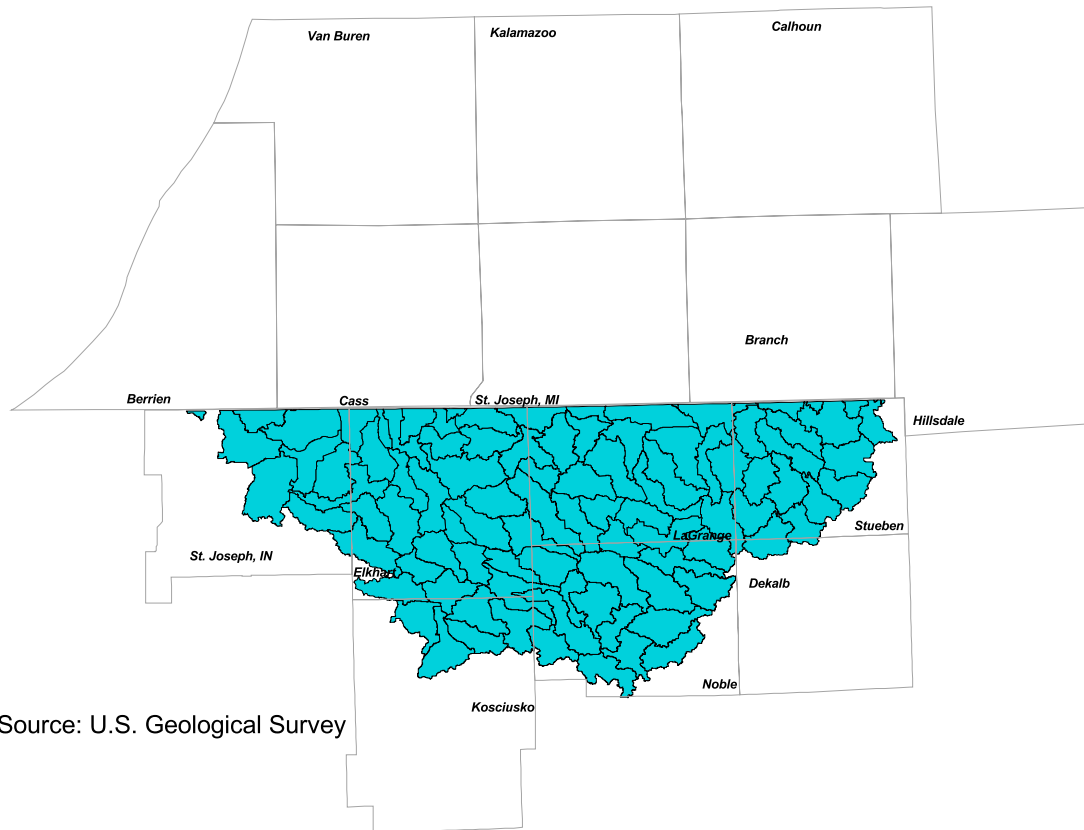 Van Buren
Kalamazoo
Calhoun
Branch
Berrien
Cass
St. Joseph, MI
Hillsdale
Stueben
LaGrange
St. Joseph, IN
Elkhart
Dekalb
Noble
Kosciusko
Source: U.S. Geological Survey